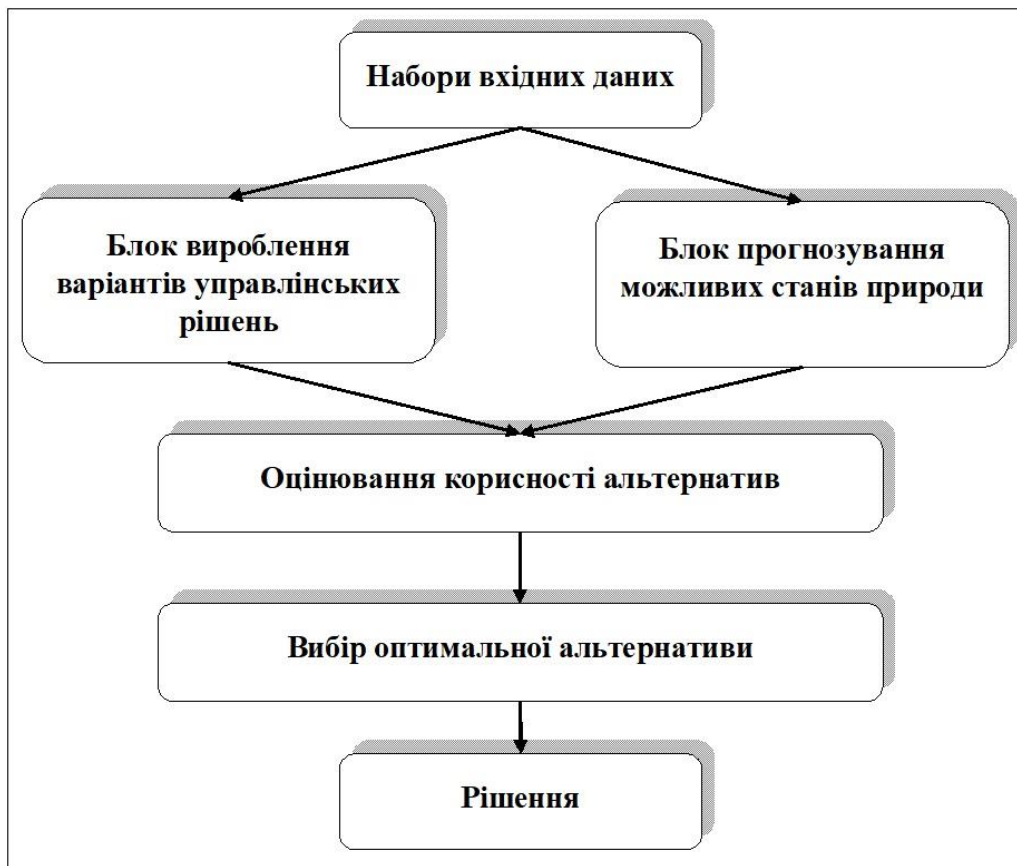 Набори вхідних даних
Блок вироблення
варіантів управлінських
рішень
Блок прогнозування
можливих станів природи
Оцінювання корисності альтернатив
Вибір оптимальної альтернативи
Рішення